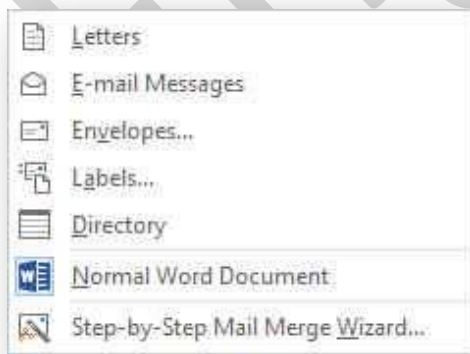 Letters
E-mail Messages
Envelopes...
Labels...
Directory
Normal Word Document
Step-by-Step Mail Merge Wizard...